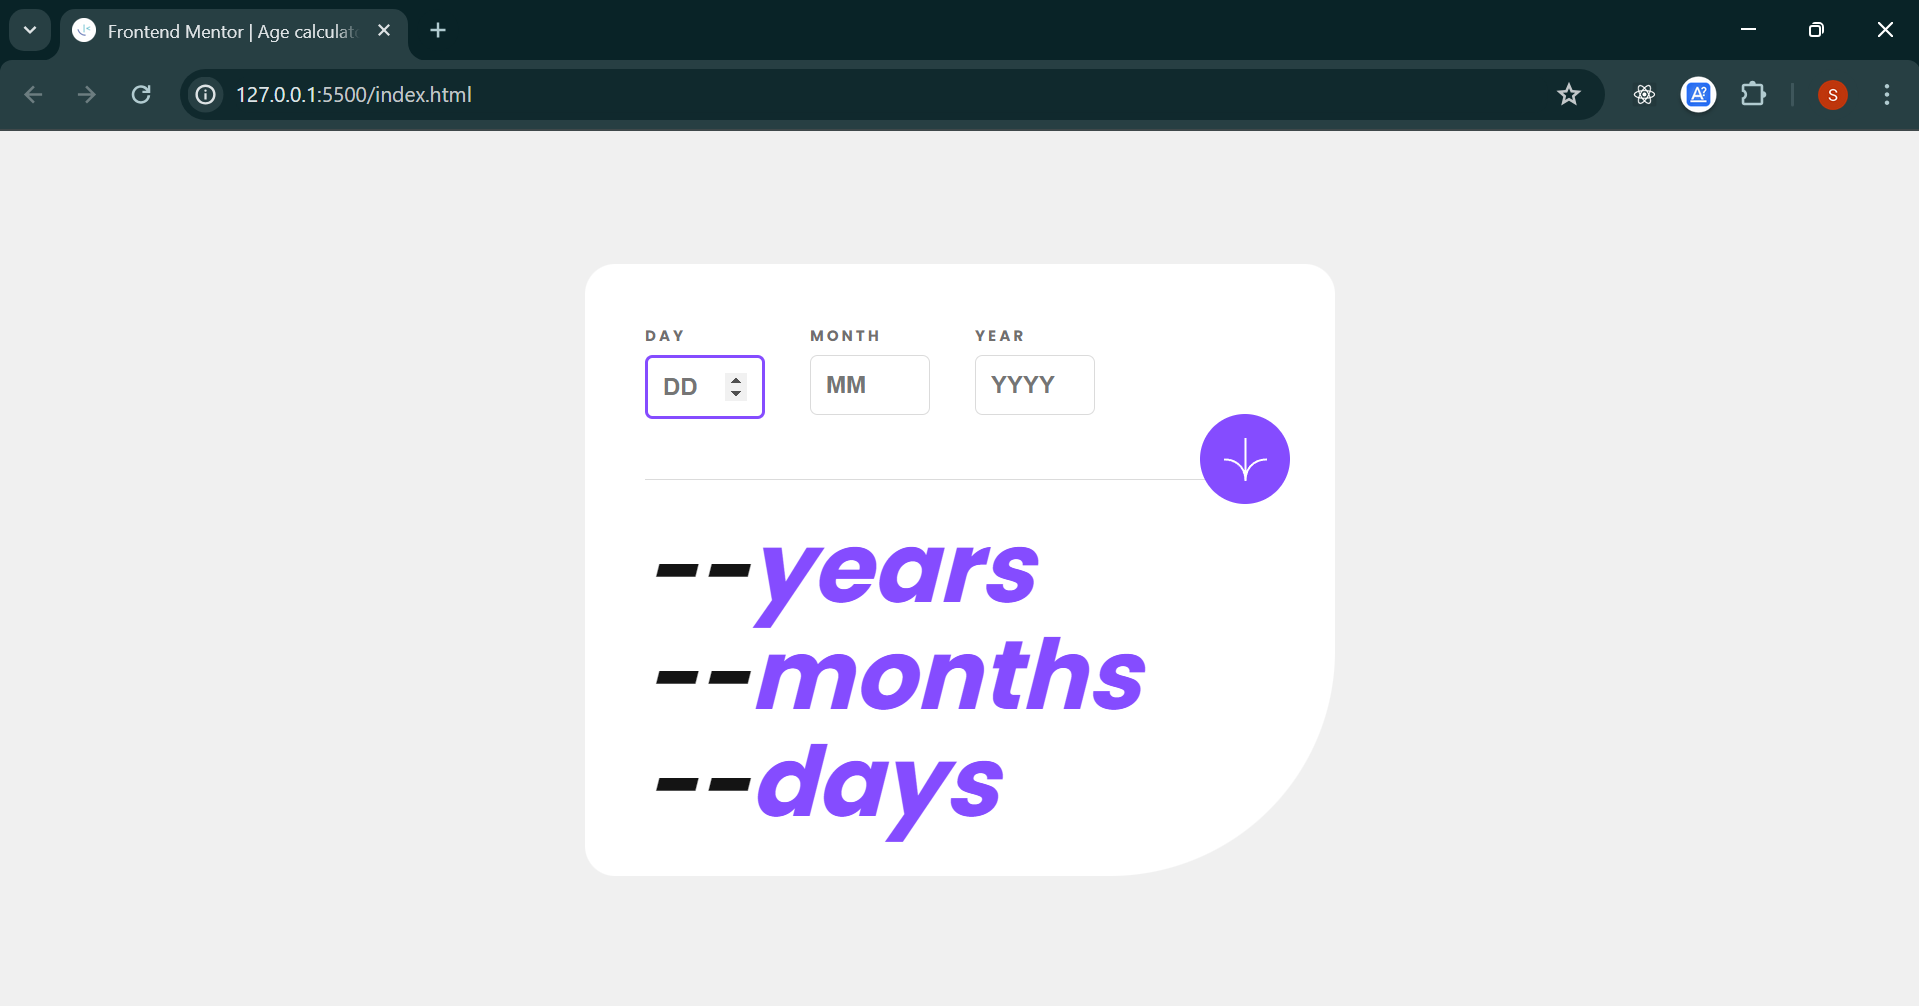 Frontend Mentor | Age calculat
127.0.0.1:5500/index.html
S
DAY MONTH YEAR
DD MM YYYY
--years
--months
--days